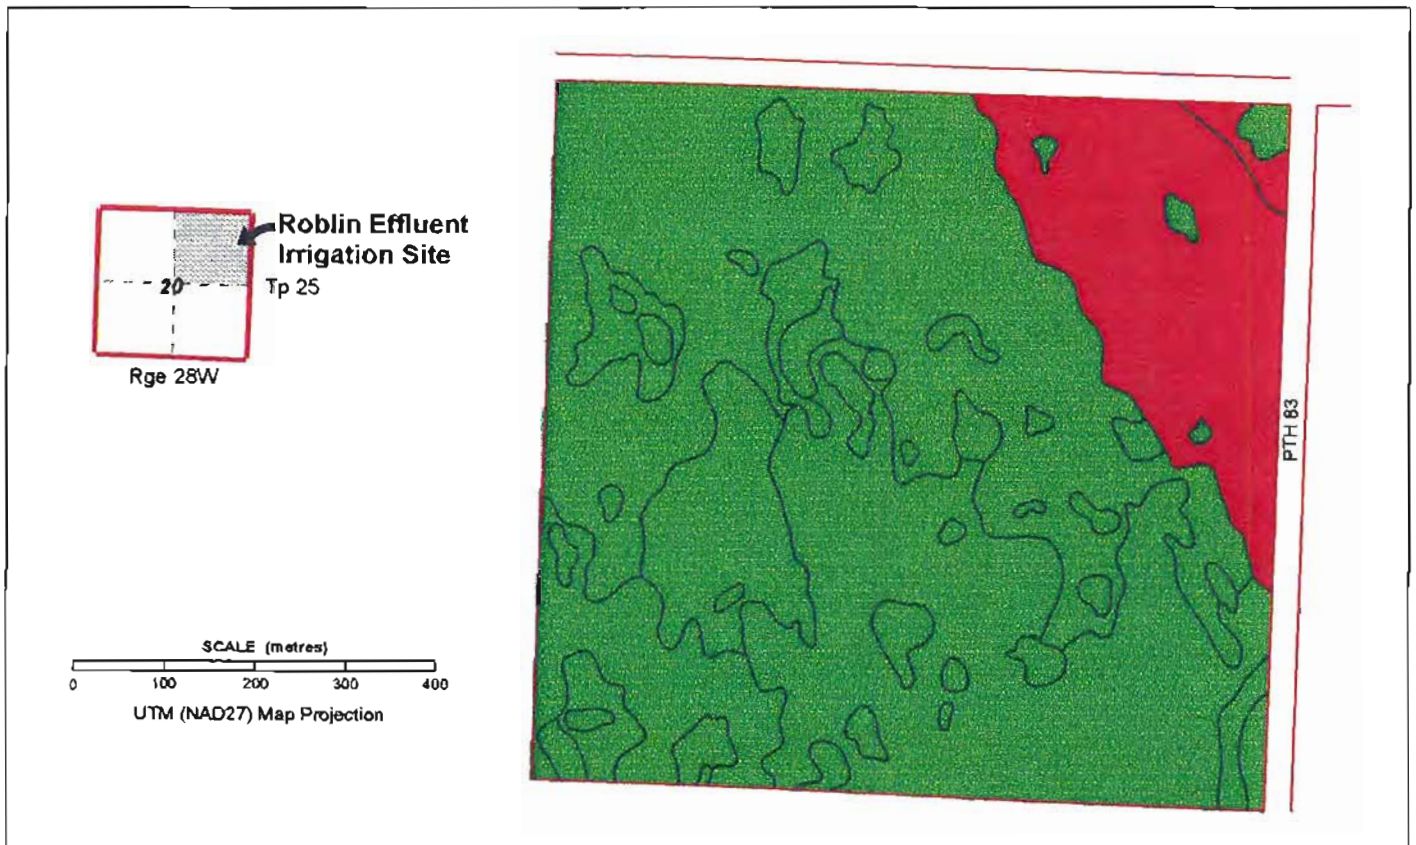 Roblin Effluent
Irrigation Site
20
Tp 25
Rge 28W
PTH 83
SCALE (metres)
0 100 200 300 400
UTM (NAD27) Map Projection